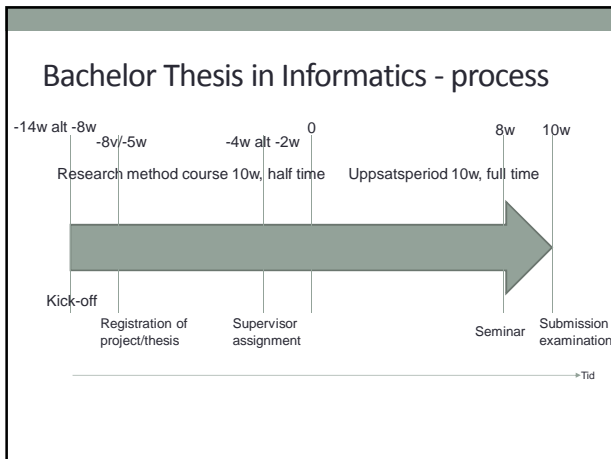 Bachelor Thesis in Informatics - process
-14w alt -8w
-8v/-5w
-4w alt -2w
0
8w
10w
Research method course 10w, half time
Uppsatsperiod 10w, full time
Kick-off
Registration of
project/thesis
Supervisor
assignment
Seminar
Submission
examination
Tid